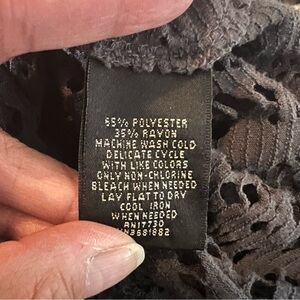 65% POLYESTER
35% RAYON
MACHINE WASH COLD
DELICATE CYCLE
WITH LIKE COLORS
ONLY NON-CHLORINE
BLEACH WHEN NEEDED
LAY FLAT TO DRY
COOL IRON
WHEN NEEDED
RN17730